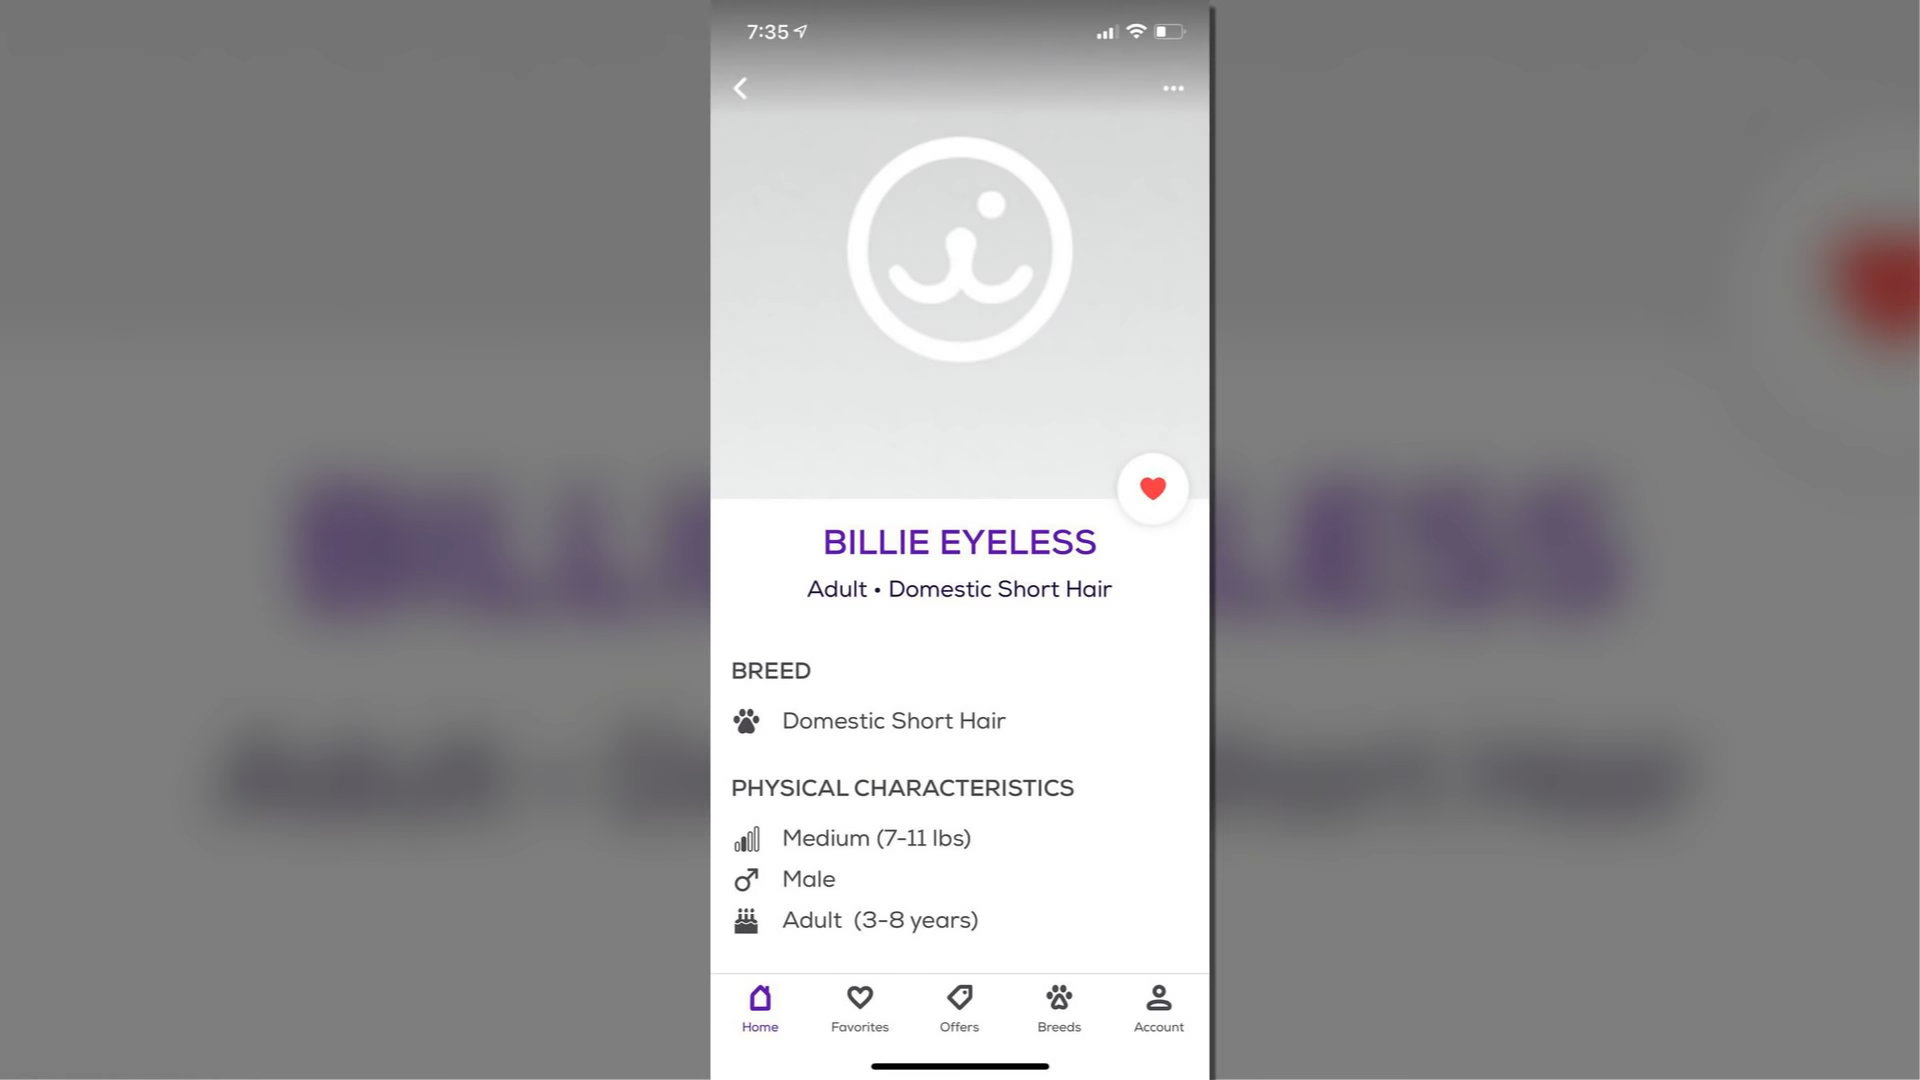 7:35
BILLIE EYELESS
Adult • Domestic Short Hair
BREED
Domestic Short Hair
PHYSICAL CHARACTERISTICS
Medium (7-11 lbs)
Male
Adult (3-8 years)
Home Favorites Offers Breeds Account